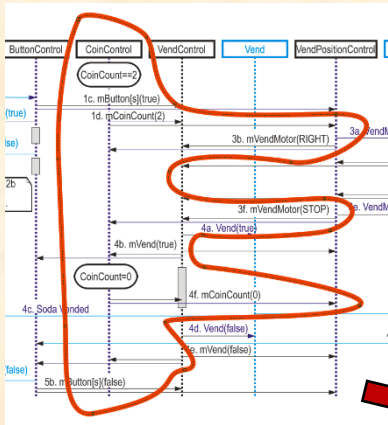 ButtonControl CoinControl VendControl Vend VendPositionControl
CoinCount==2
1c. mButton[s](true)
(true) 1d. mCoinCount(2)
3a. VendM
3b. mVendMotor(RIGHT)
2b
3f. mVendMotor(STOP)
VendM
4a. Vend(true)
4b. mVend(true)
CoinCount=0
4f. mCoinCount(0)
4c. Soda Vended
4d. Vend(false)
mVend(false)
(false)
5b. mButton[s](false)